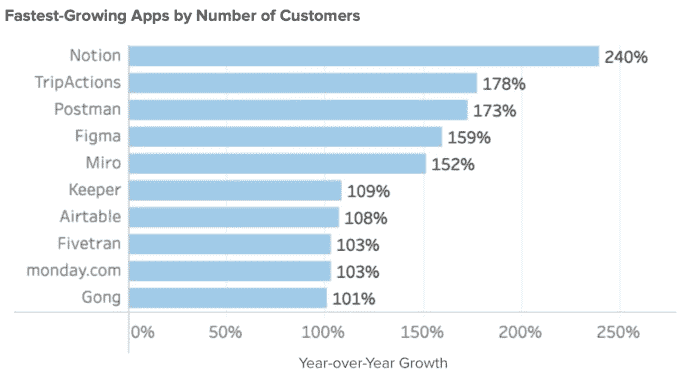 Fastest-Growing Apps by Number of Customers
Notion 240%
TripActions 178%
Postman 173%
Figma 159%
Miro 152%
Keeper 109%
Airtable 108%
Fivetran 103%
monday.com 103%
Gong 101%
0% 50% 100% 150% 200% 250%
Year-over-Year Growth